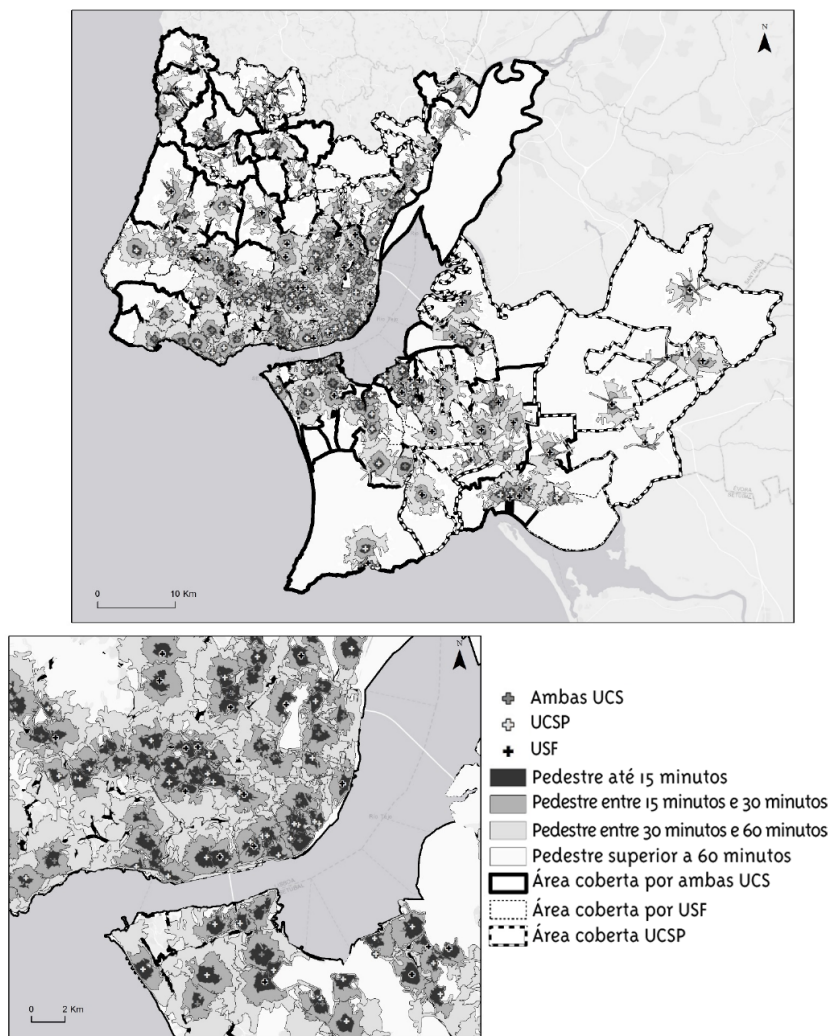 N
0 10 Km
N
0 2 Km
Ambas UCS
UCSP
USF
Pedestre até 15 minutos
Pedestre entre 15 minutos e 30 minutos
Pedestre entre 30 minutos e 60 minutos
Pedestre superior a 60 minutos
Área coberta por ambas UCS
Área coberta por USF
Área coberta UCSP